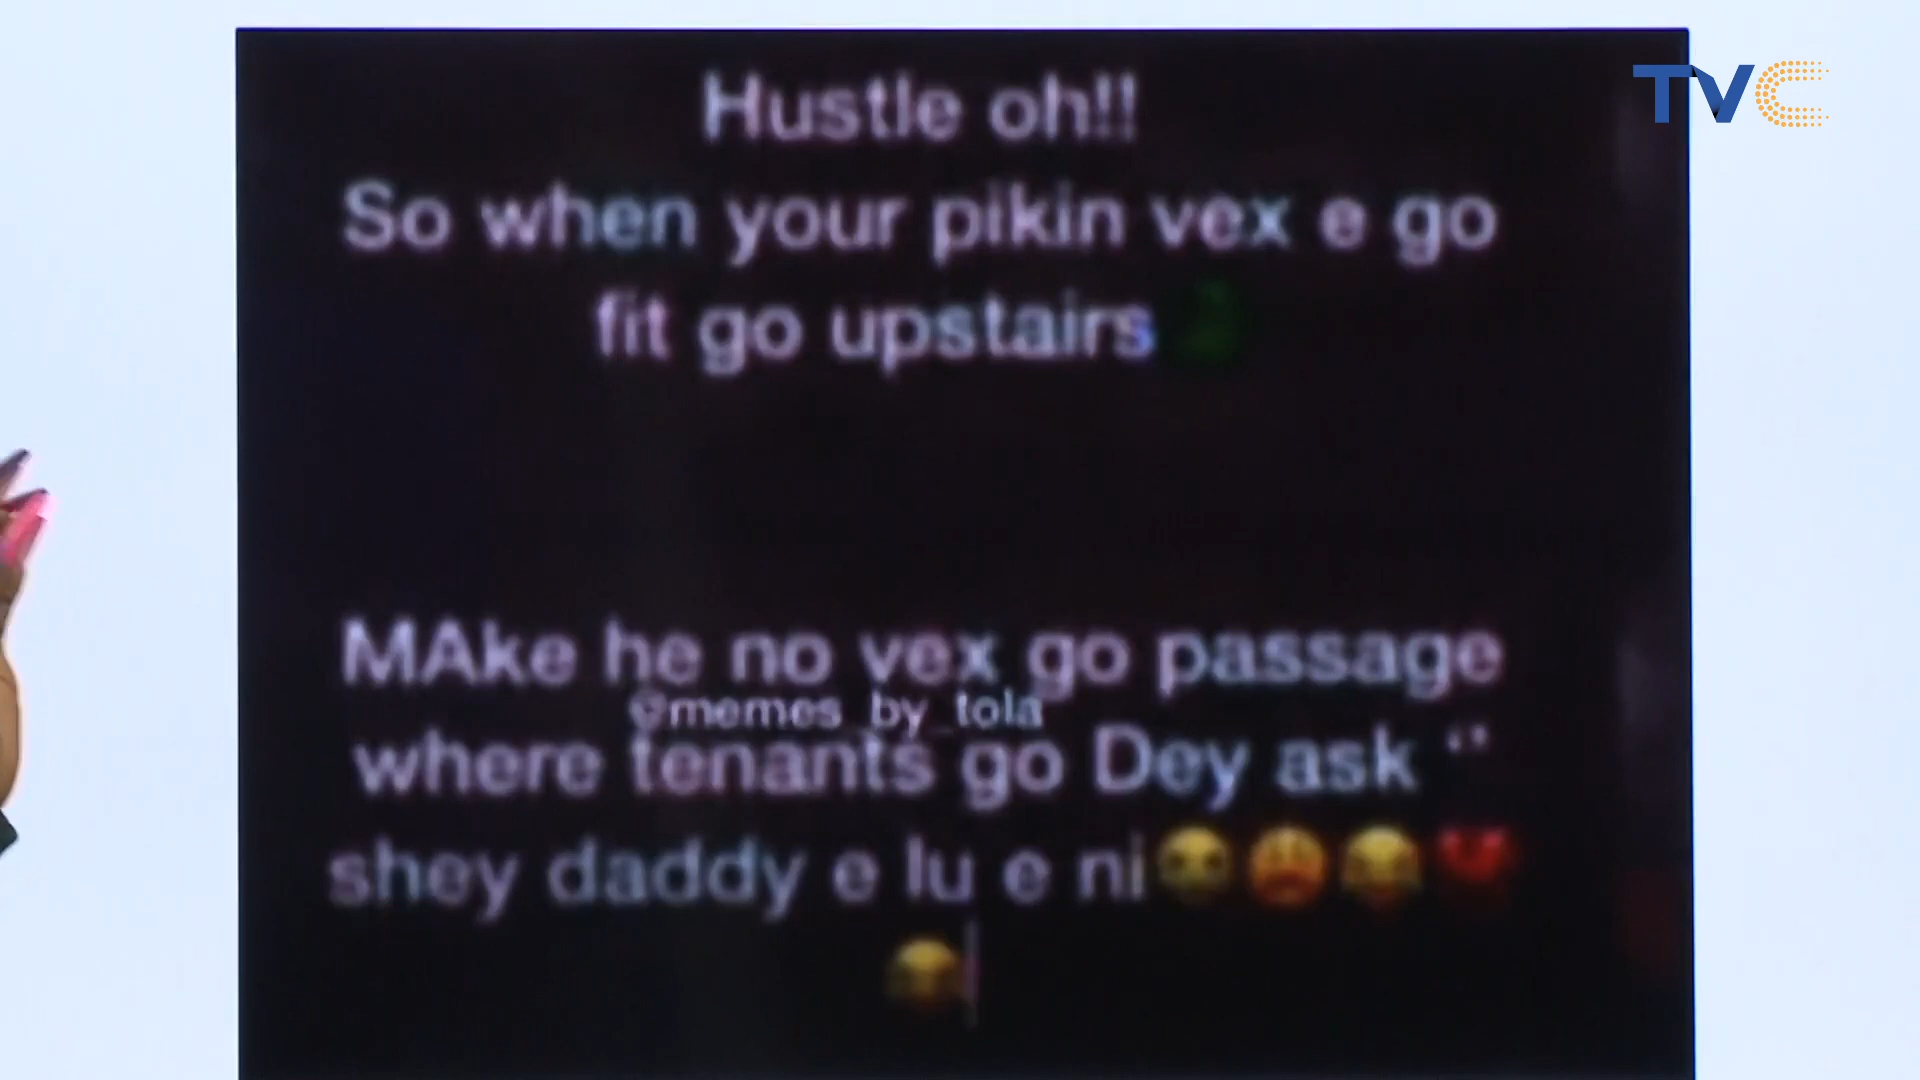 TVC
Hustle oh!!
So when your pikin vex e go
fit go upstairs
MAke he no vex go passage
@memes_by_tola
where tenants go Dey ask “
shey daddy e lu e ni